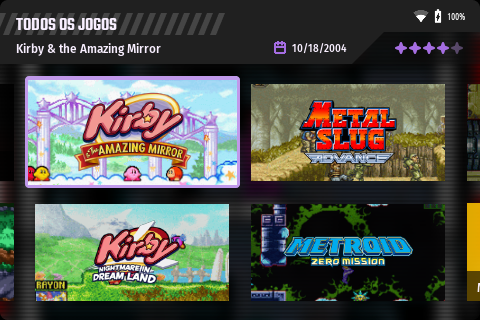 TODOS OS JOGOS
100%
Kirby & the Amazing Mirror
10/18/2004
Kirby
& The AMAZING MIRROR
METAL SLUG
ADVANCE
Kirby
NIGHTMARE IN
DREAM LAND
RAYON
METROID
ZERO MISSION